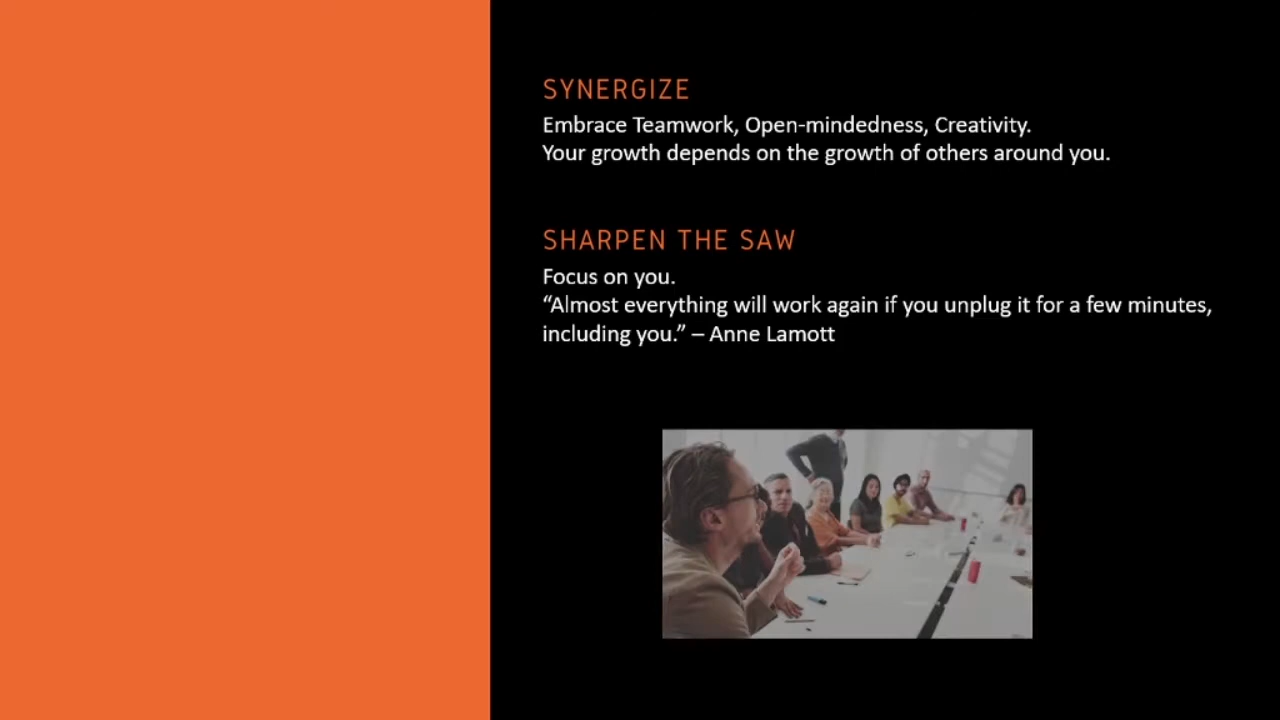 SYNERGIZE
Embrace Teamwork, Open-mindedness, Creativity.
Your growth depends on the growth of others around you.
SHARPEN THE SAW
Focus on you.
“Almost everything will work again if you unplug it for a few minutes,
including you.” – Anne Lamott